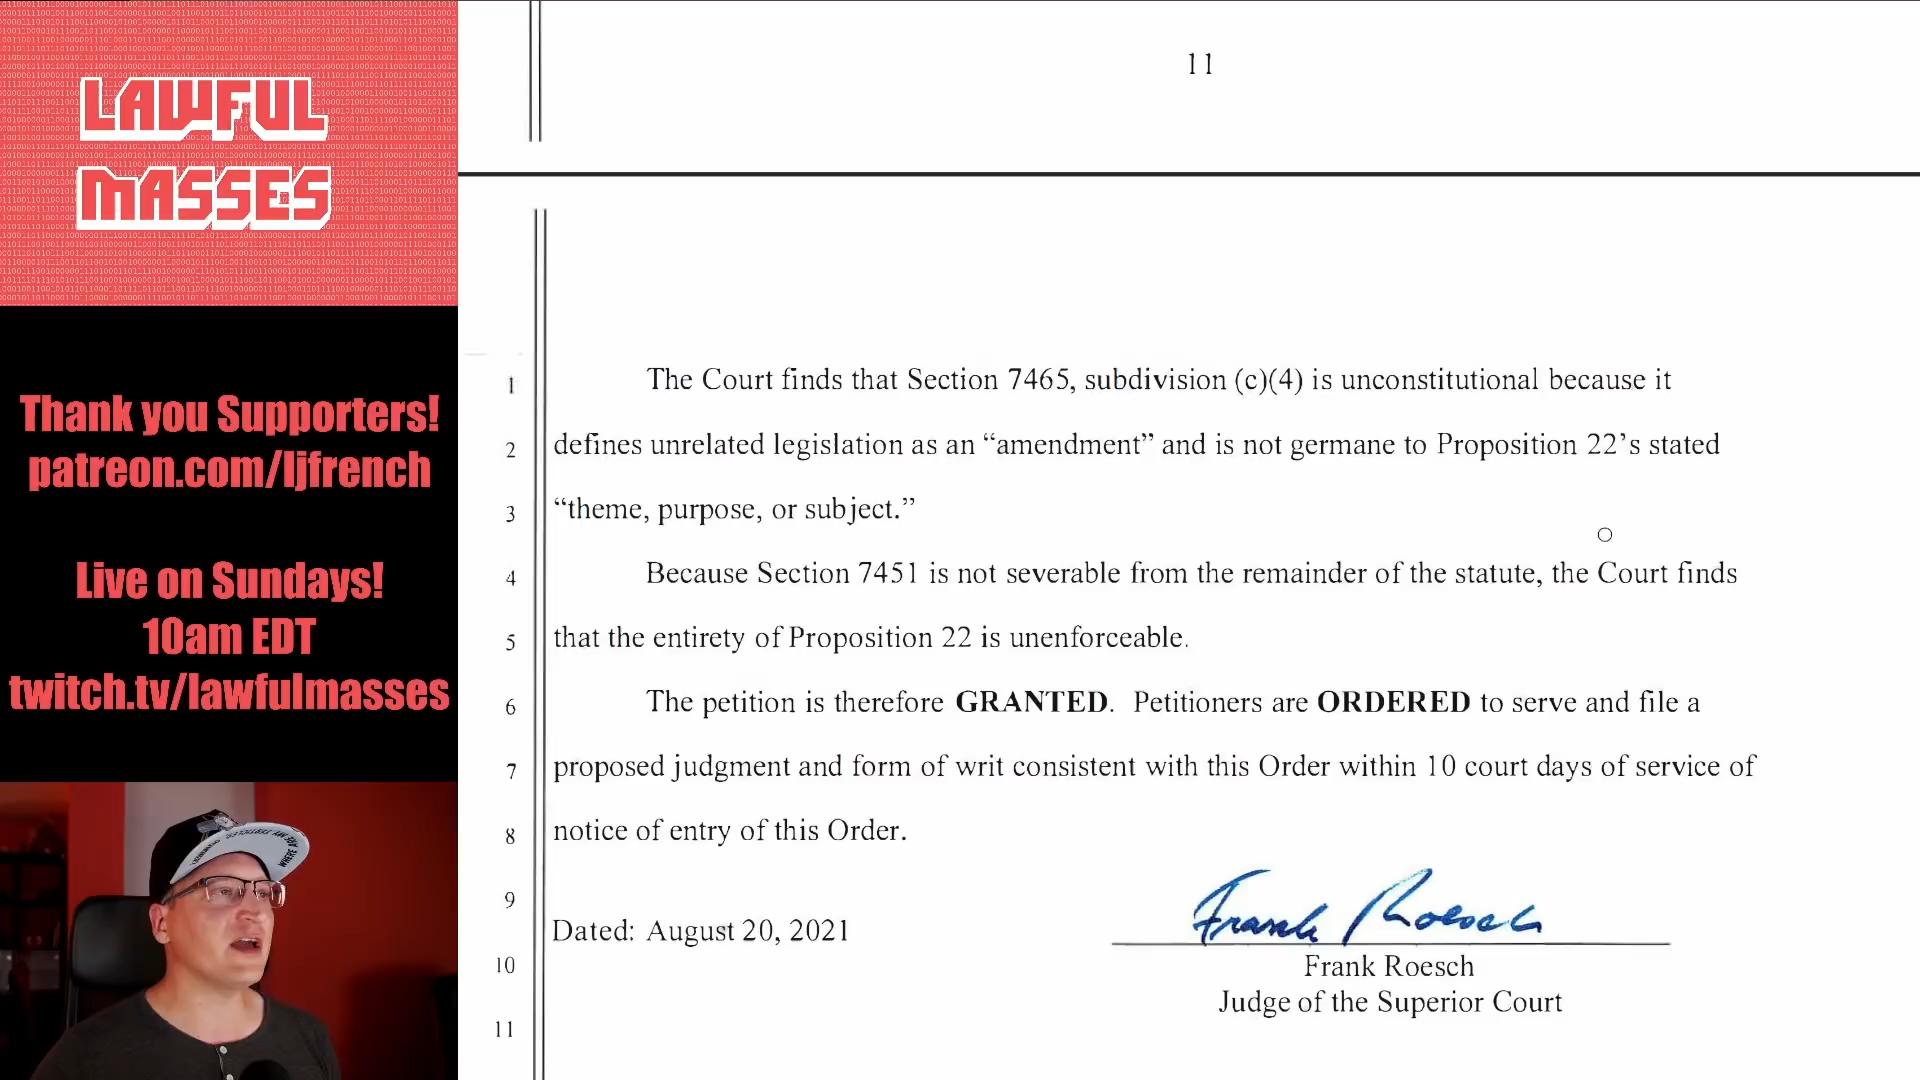 LAWFUL
MASSES
Thank you Supporters!
patreon.com/ljfrench
Live on Sundays!
10am EDT
twitch.tv/lawfulmasses
11
1 The Court finds that Section 7465, subdivision (c)(4) is unconstitutional because it
2 defines unrelated legislation as an “amendment” and is not germane to Proposition 22’s stated
3 “theme, purpose, or subject.”
4 Because Section 7451 is not severable from the remainder of the statute, the Court finds
5 that the entirety of Proposition 22 is unenforceable.
6 The petition is therefore GRANTED. Petitioners are ORDERED to serve and file a
7 proposed judgment and form of writ consistent with this Order within 10 court days of service of
8 notice of entry of this Order.
9
Dated: August 20, 2021
Frank Roesch
10
Frank Roesch
Judge of the Superior Court
11
WHERE ARE